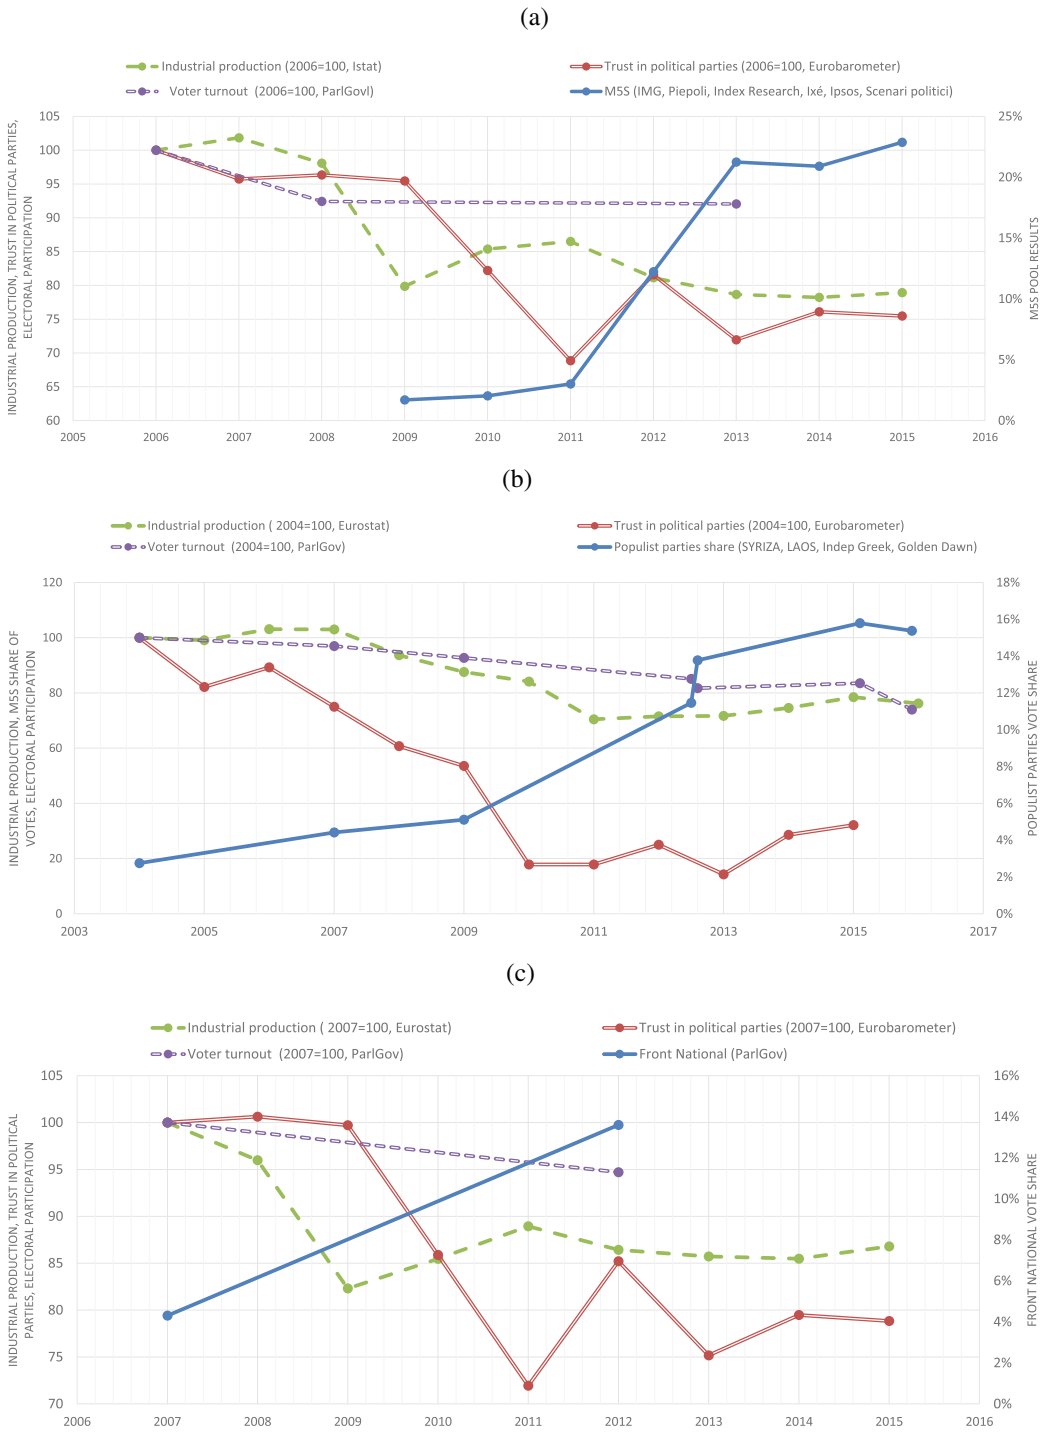 (a)
Industrial production (2006=100, Istat)
Trust in political parties (2006=100, Eurobarometer)
Voter turnout (2006=100, ParlGovl)
M5S (IMG, Piepoli, Index Research, Ixé, Ipsos, Scenari politici)
INDUSTRIAL PRODUCTION, TRUST IN POLITICAL PARTIES,
ELECTORAL PARTICIPATION
105
100
95
90
85
80
75
70
65
60
25%
20%
15%
10%
5%
0%
M5S POOL RESULTS
2005 2006 2007 2008 2009 2010 2011 2012 2013 2014 2015 2016
(b)
Industrial production ( 2004=100, Eurostat)
Trust in political parties (2004=100, Eurobarometer)
Voter turnout (2004=100, ParlGov)
Populist parties share (SYRIZA, LAOS, Indep Greek, Golden Dawn)
INDUSTRIAL PRODUCTION, M5S SHARE OF
VOTES, ELECTORAL PARTICIPATION
120
100
80
60
40
20
0
18%
16%
14%
12%
10%
8%
6%
4%
2%
0%
POPULIST PARTIES VOTE SHARE
2003 2005 2007 2009 2011 2013 2015 2017
(c)
Industrial production ( 2007=100, Eurostat)
Trust in political parties (2007=100, Eurobarometer)
Voter turnout (2007=100, ParlGov)
Front National (ParlGov)
INDUSTRIAL PRODUCTION, TRUST IN POLITICAL
PARTIES, ELECTORAL PARTICIPATION
105
100
95
90
85
80
75
70
16%
14%
12%
10%
8%
6%
4%
2%
0%
FRONT NATIONAL VOTE SHARE
2006 2007 2008 2009 2010 2011 2012 2013 2014 2015 2016